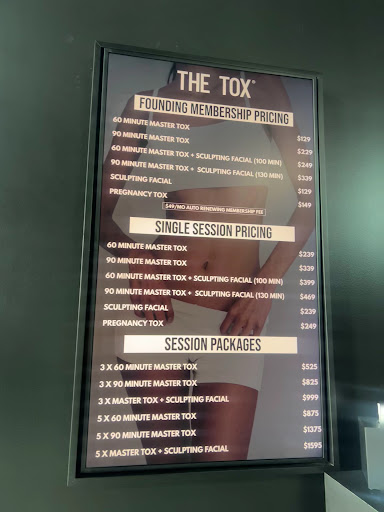 THE TOX®
FOUNDING MEMBERSHIP PRICING
60 MINUTE MASTER TOX $129
90 MINUTE MASTER TOX $229
60 MINUTE MASTER TOX + SCULPTING FACIAL (100 MIN) $249
90 MINUTE MASTER TOX + SCULPTING FACIAL (130 MIN) $339
SCULPTING FACIAL $129
PREGNANCY TOX $149
$49/MO AUTO RENEWING MEMBERSHIP FEE
SINGLE SESSION PRICING
60 MINUTE MASTER TOX $239
90 MINUTE MASTER TOX $339
60 MINUTE MASTER TOX + SCULPTING FACIAL (100 MIN) $399
90 MINUTE MASTER TOX + SCULPTING FACIAL (130 MIN) $469
SCULPTING FACIAL $239
PREGNANCY TOX $249
SESSION PACKAGES
3 X 60 MINUTE MASTER TOX $525
3 X 90 MINUTE MASTER TOX $825
3 X MASTER TOX + SCULPTING FACIAL $999
5 X 60 MINUTE MASTER TOX $875
5 X 90 MINUTE MASTER TOX $1375
5 X MASTER TOX + SCULPTING FACIAL $1595